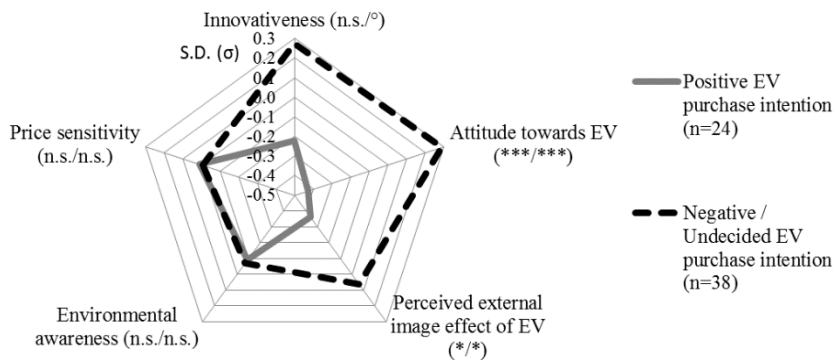 Innovativeness (n.s./°)
S.D. (σ)
0.3
0.2
0.1
0.0
-0.1
-0.2
-0.3
-0.4
-0.5
Price sensitivity
(n.s./n.s.)
Attitude towards EV
(***/***)
Environmental
awareness (n.s./n.s.)
Perceived external
image effect of EV
(*/*)
Positive EV
purchase intention
(n=24)
Negative /
Undecided EV
purchase intention
(n=38)